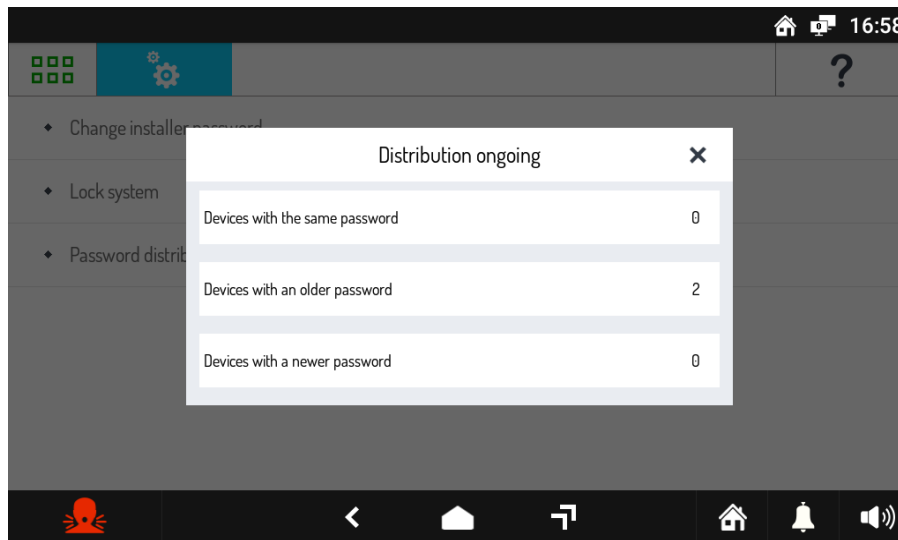 16:58
?
Change installer password
Distribution ongoing
Devices with the same password 0
Lock system
Devices with an older password 2
Password distrib
Devices with a newer password 0